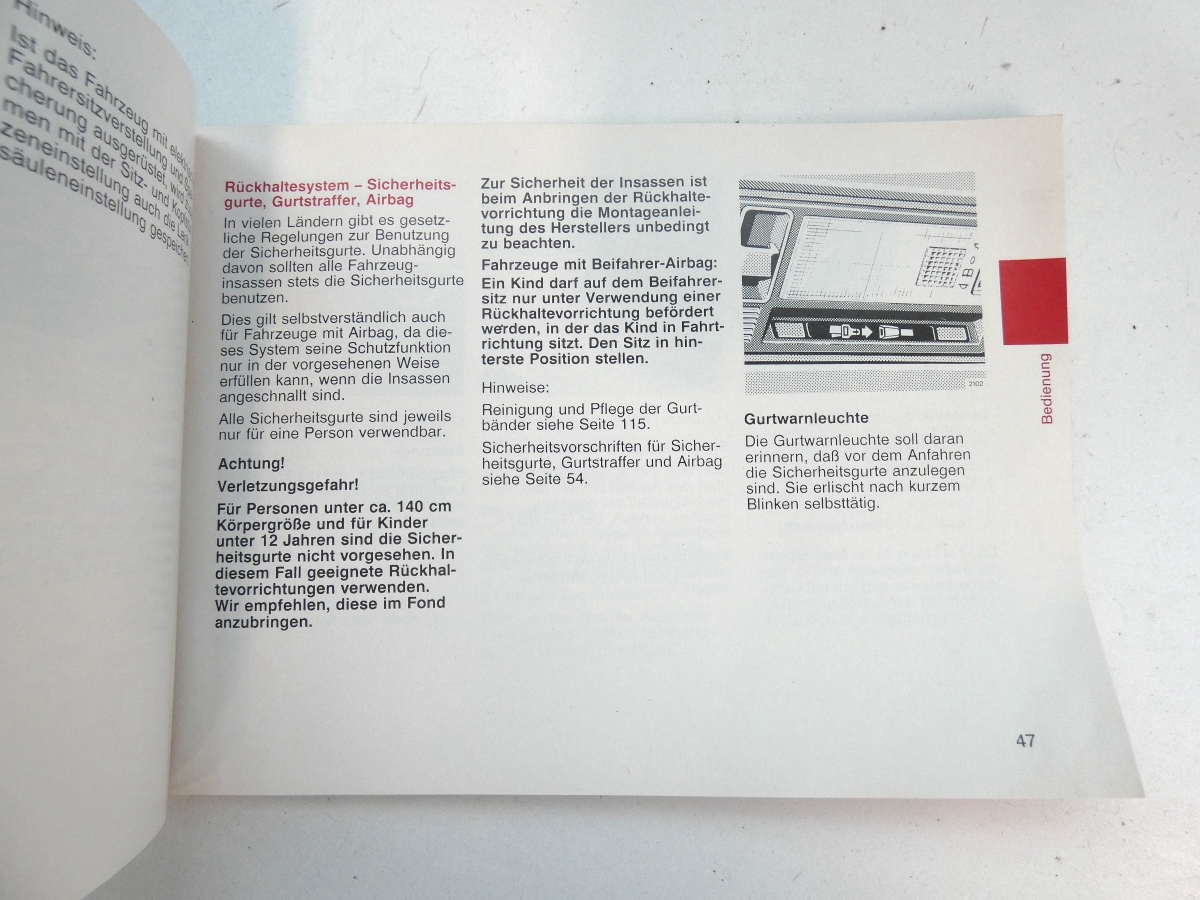 Hinweis:
Ist das Fahrzeug mit
Fahrersitzverstellung und
cherung ausgerüstet, wird
men mit der Sitz- und
zeneinstellung auch die
säuleneinstellung gespeichert
Rückhaltesystem – Sicherheits-
gurte, Gurtstraffer, Airbag
In vielen Ländern gibt es gesetz-
liche Regelungen zur Benutzung
der Sicherheitsgurte. Unabhängig
davon sollten alle Fahrzeug-
insassen stets die Sicherheitsgurte
benutzen.
Dies gilt selbstverständlich auch
für Fahrzeuge mit Airbag, da die-
ses System seine Schutzfunktion
nur in der vorgesehenen Weise
erfüllen kann, wenn die Insassen
angeschnallt sind.
Alle Sicherheitsgurte sind jeweils
nur für eine Person verwendbar.
Achtung!
Verletzungsgefahr!
Für Personen unter ca. 140 cm
Körpergröße und für Kinder
unter 12 Jahren sind die Sicher-
heitsgurte nicht vorgesehen. In
diesem Fall geeignete Rückhal-
tevorrichtungen verwenden.
Wir empfehlen, diese im Fond
anzubringen.
Zur Sicherheit der Insassen ist
beim Anbringen der Rückhalte-
vorrichtung die Montageanlei-
tung des Herstellers unbedingt
zu beachten.
Fahrzeuge mit Beifahrer-Airbag:
Ein Kind darf auf dem Beifahrer-
sitz nur unter Verwendung einer
Rückhaltevorrichtung befördert
werden, in der das Kind in Fahrt-
richtung sitzt. Den Sitz in hin-
terste Position stellen.
Hinweise:
Reinigung und Pflege der Gurt-
bänder siehe Seite 115.
Sicherheitsvorschriften für Sicher-
heitsgurte, Gurtstraffer und Airbag
siehe Seite 54.
B
2102
Gurtwarnleuchte
Die Gurtwarnleuchte soll daran
erinnern, daß vor dem Anfahren
die Sicherheitsgurte anzulegen
sind. Sie erlischt nach kurzem
Blinken selbsttätig.
Bedienung
47